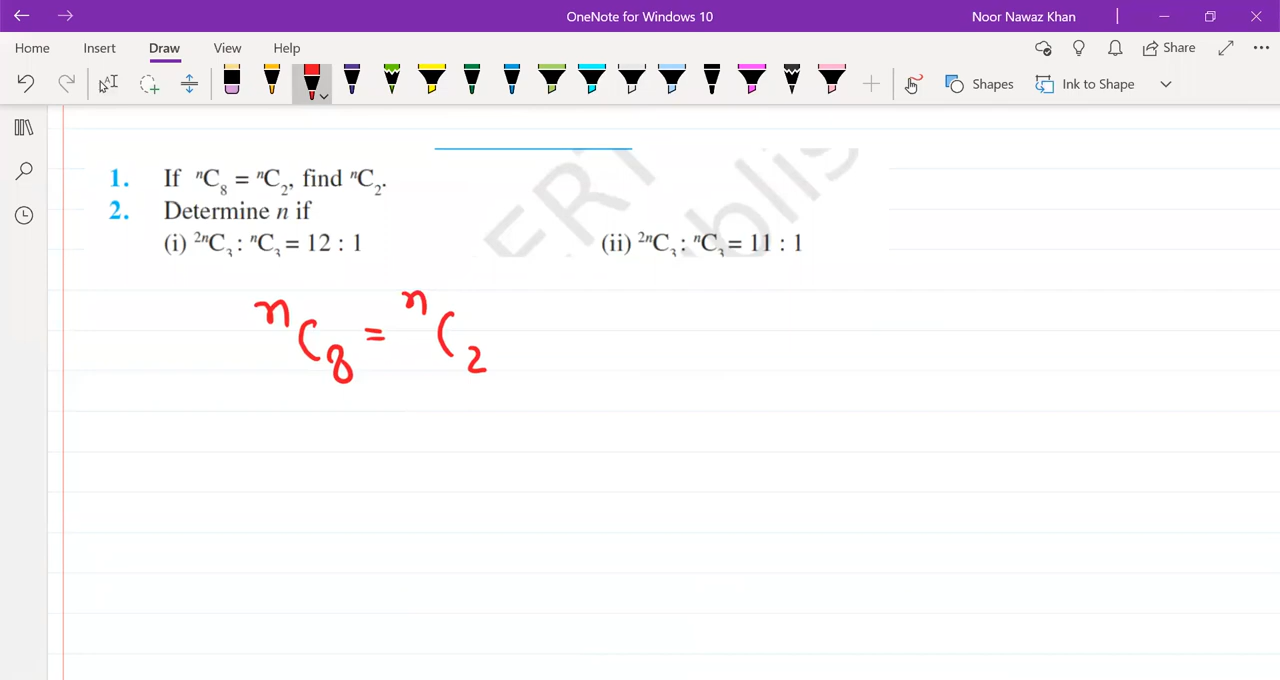 OneNote for Windows 10
Noor Nawaz Khan
Home Insert Draw View Help
Share
Shapes
Ink to Shape
1. If ⁿC₈ = ⁿC₂, find ⁿC₂.
2. Determine n if
(i) ²ⁿC₃ : ⁿC₃ = 12 : 1 (ii) ²ⁿC₃ : ⁿC₃ = 11 : 1
ⁿC₈ = ⁿC₂